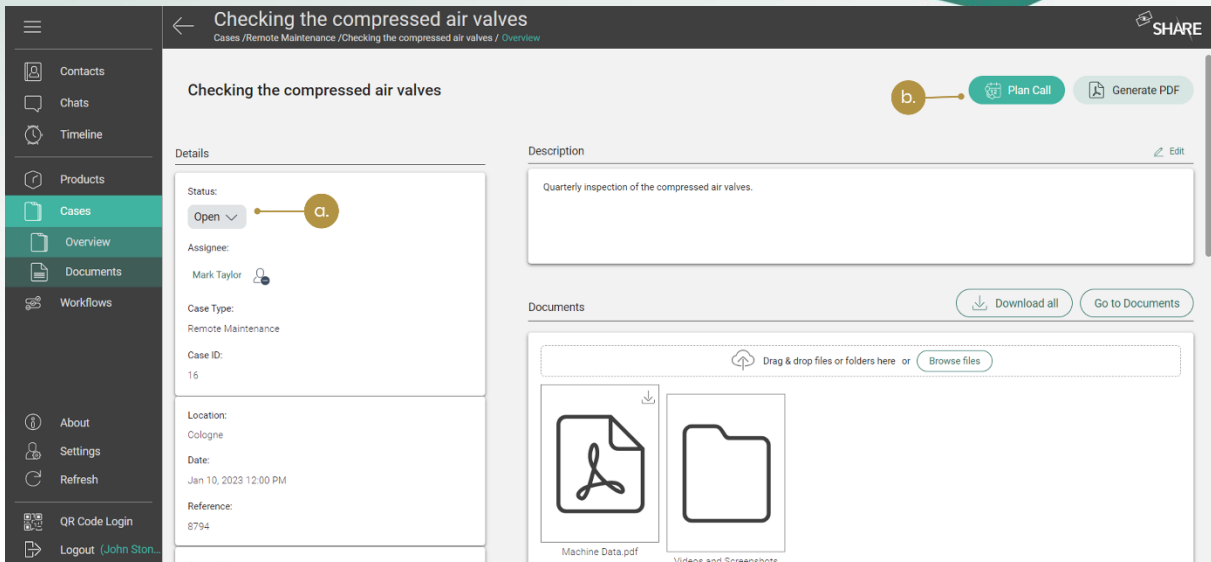 Checking the compressed air valves
Cases /Remote Maintenance /Checking the compressed air valves / Overview
SHARE
Contacts
Chats
Timeline
Products
Cases
Overview
Documents
Workflows
About
Settings
Refresh
QR Code Login
Logout (John Ston...
Checking the compressed air valves
b.
Plan Call
Generate PDF
Details
Status:
Open
a.
Assignee:
Mark Taylor
Case Type:
Remote Maintenance
Case ID:
16
Location:
Cologne
Date:
Jan 10, 2023 12:00 PM
Reference:
8794
Description
Edit
Quarterly inspection of the compressed air valves.
Documents
Download all
Go to Documents
Drag & drop files or folders here or Browse files
Machine Data.pdf
Videos and Screenshots